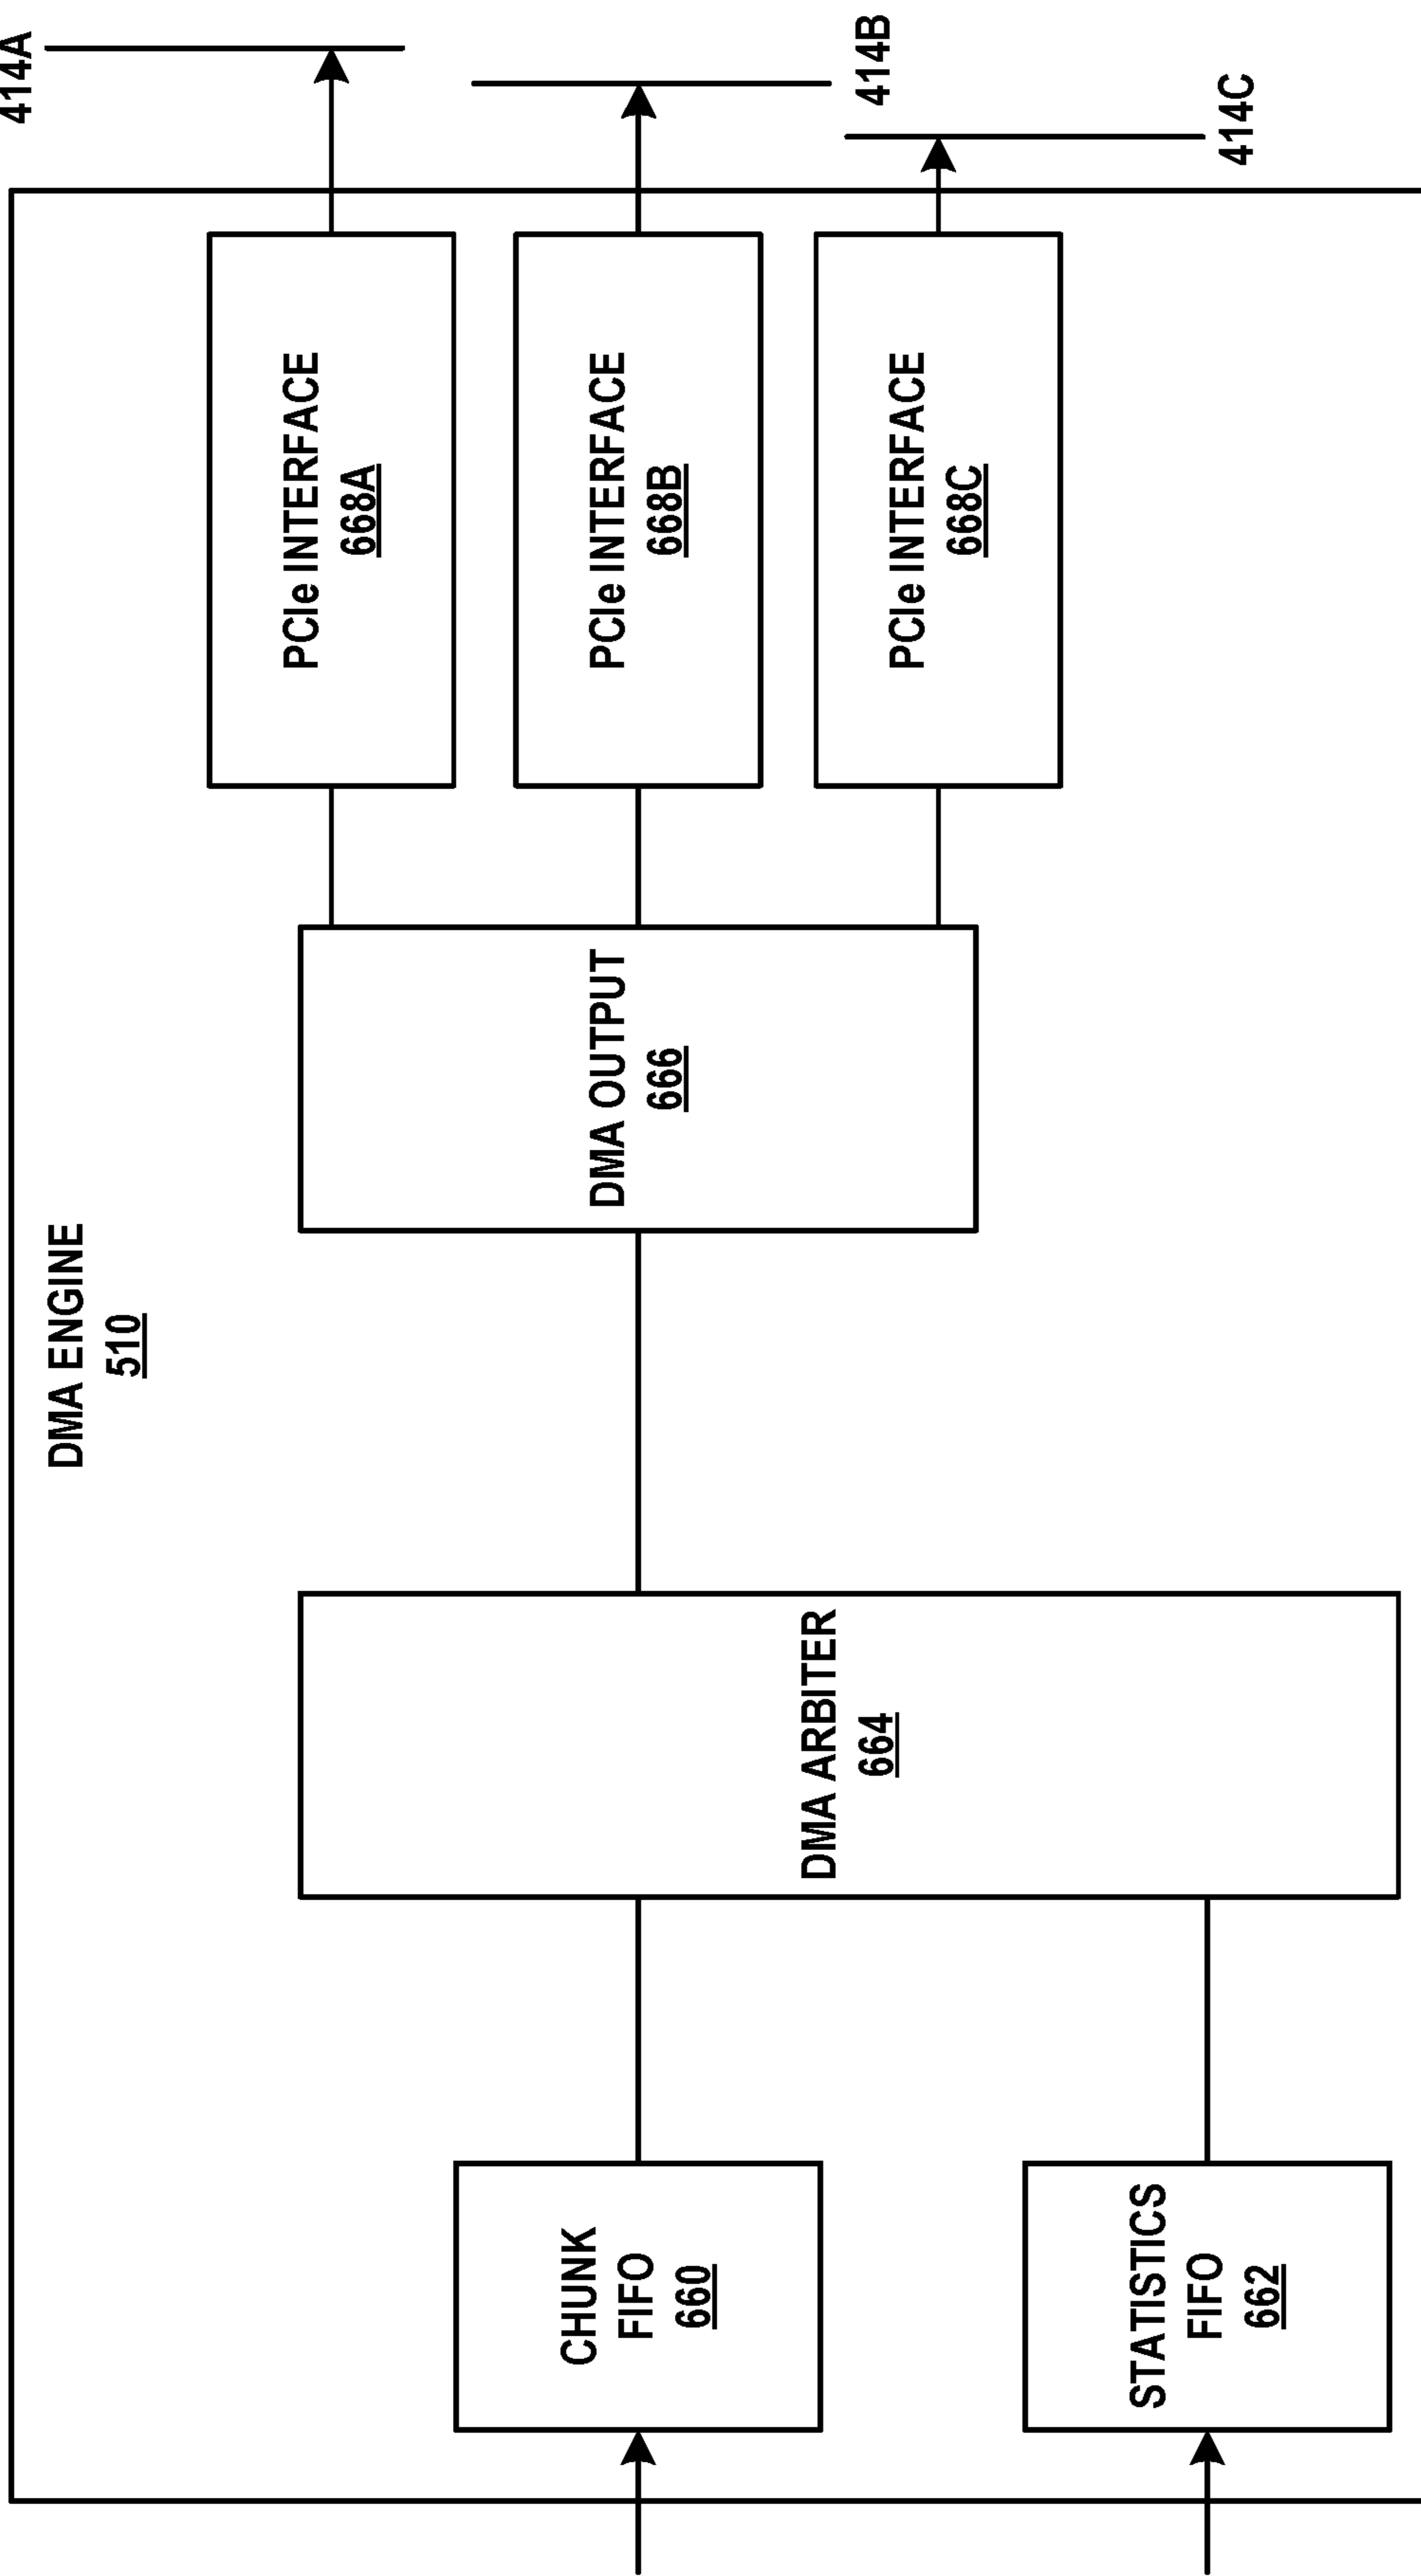 DMA ENGINE
510
CHUNK
FIFO
660
STATISTICS
FIFO
662
DMA ARBITER
664
DMA OUTPUT
666
PCIe INTERFACE
668A
PCIe INTERFACE
668B
PCIe INTERFACE
668C
414A
414B
414C